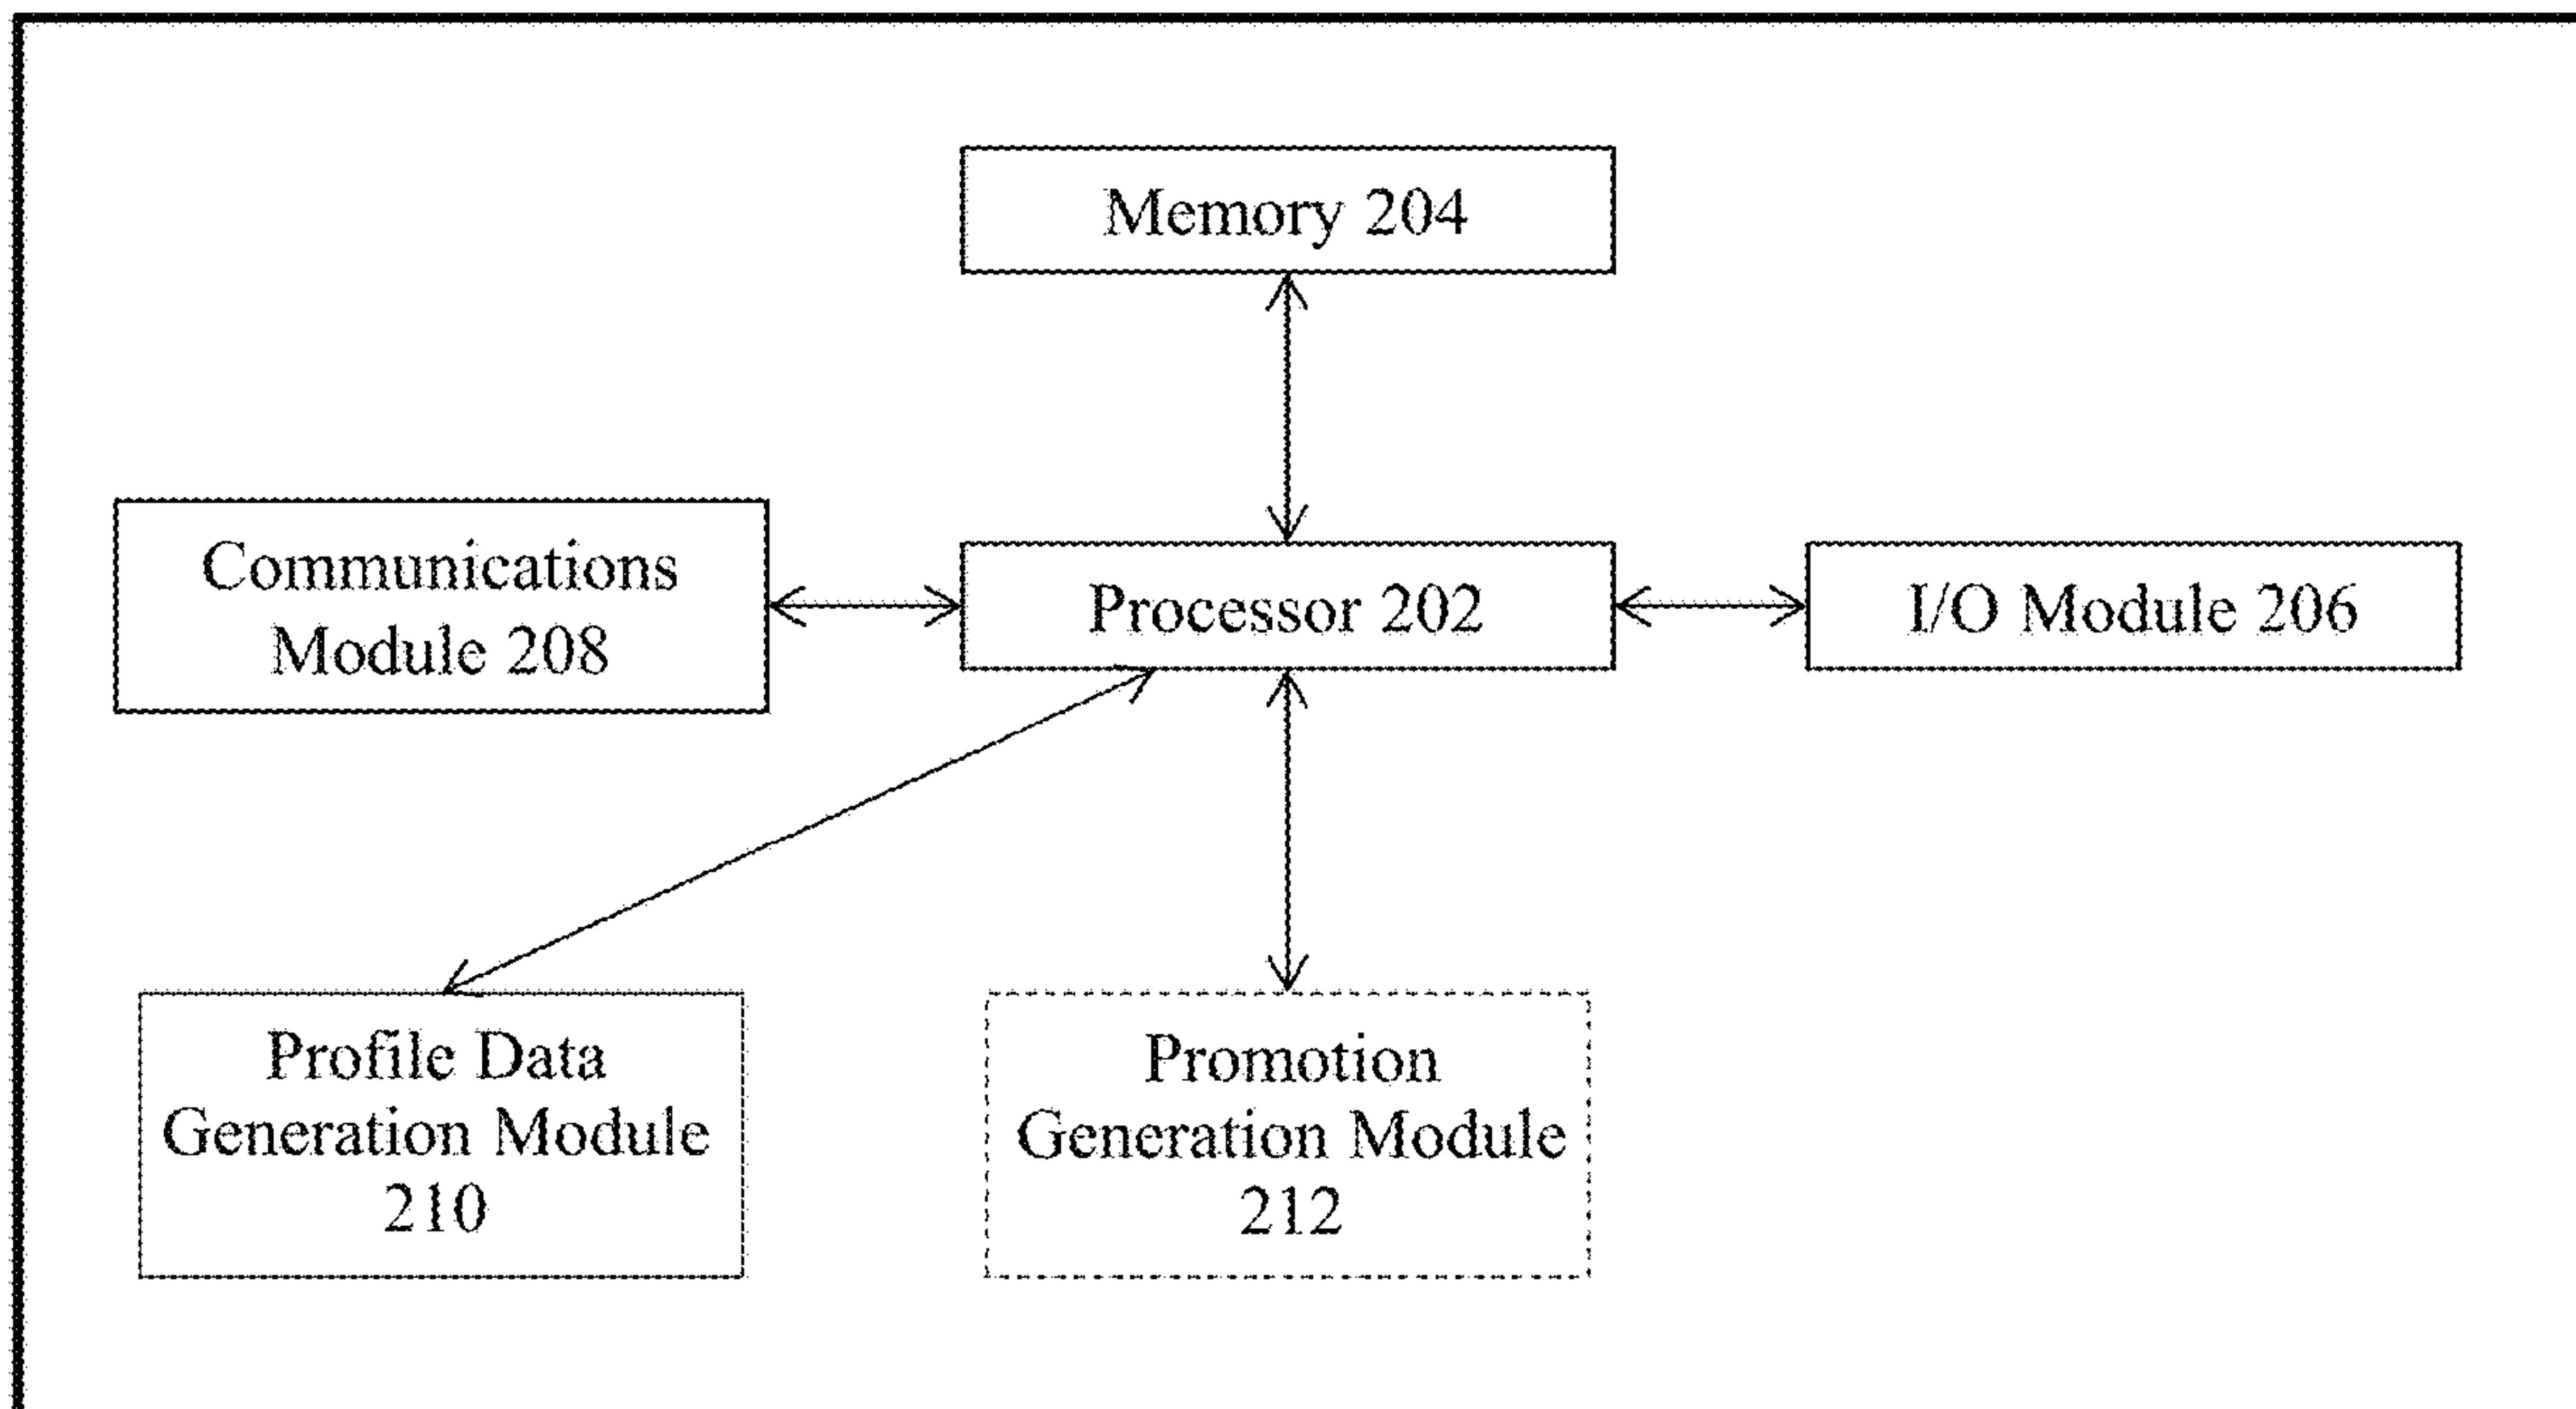 Memory 204
Communications
Module 208
Processor 202
I/O Module 206
Profile Data
Generation Module
210
Promotion
Generation Module
212